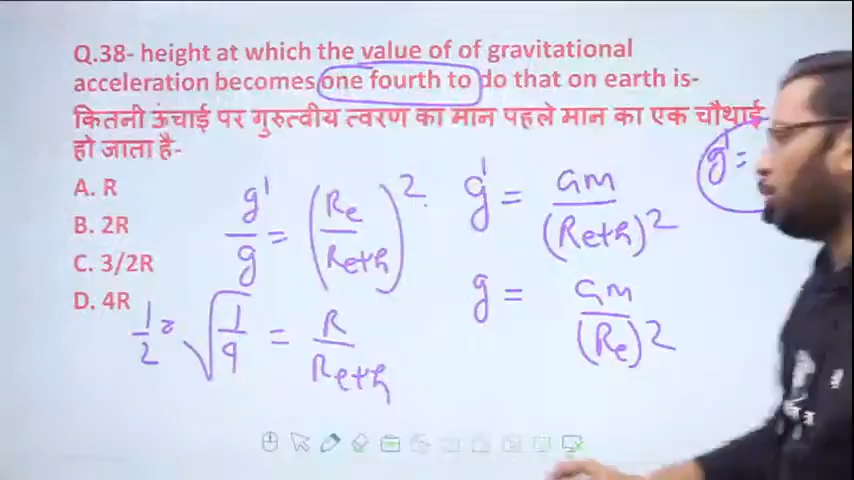 Q.38- height at which the value of of gravitational
acceleration becomes one fourth to do that on earth is-
कितनी ऊंचाई पर गुरुत्वीय त्वरण का मान पहले मान का एक चौथाई
हो जाता है-
A. R
B. 2R
C. 3/2R
D. 4R
g'/g = (Re/Re+h)²
g' = GM/(Re+h)²
g' =
g = GM/(Re)²
1/2 = √1/4 = R/Re+h